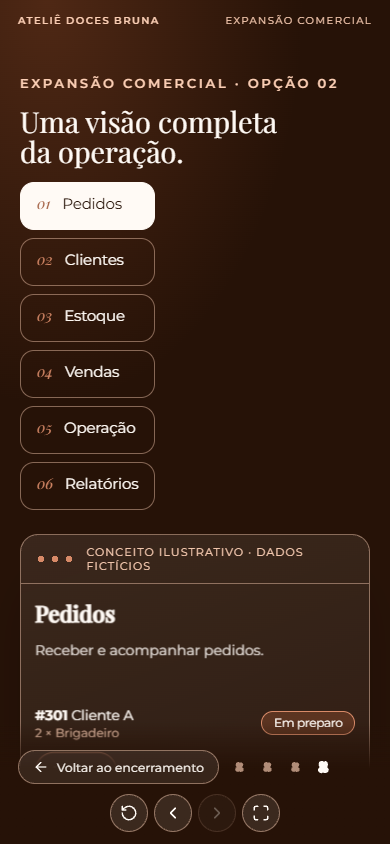 ATELIÊ DOCES BRUNA
EXPANSÃO COMERCIAL
EXPANSÃO COMERCIAL · OPÇÃO 02
Uma visão completa
da operação.
01 Pedidos
02 Clientes
03 Estoque
04 Vendas
05 Operação
06 Relatórios
CONCEITO ILUSTRATIVO · DADOS
FICTÍCIOS
Pedidos
Receber e acompanhar pedidos.
#301 Cliente A
Em preparo
2 × Brigadeiro
Voltar ao encerramento